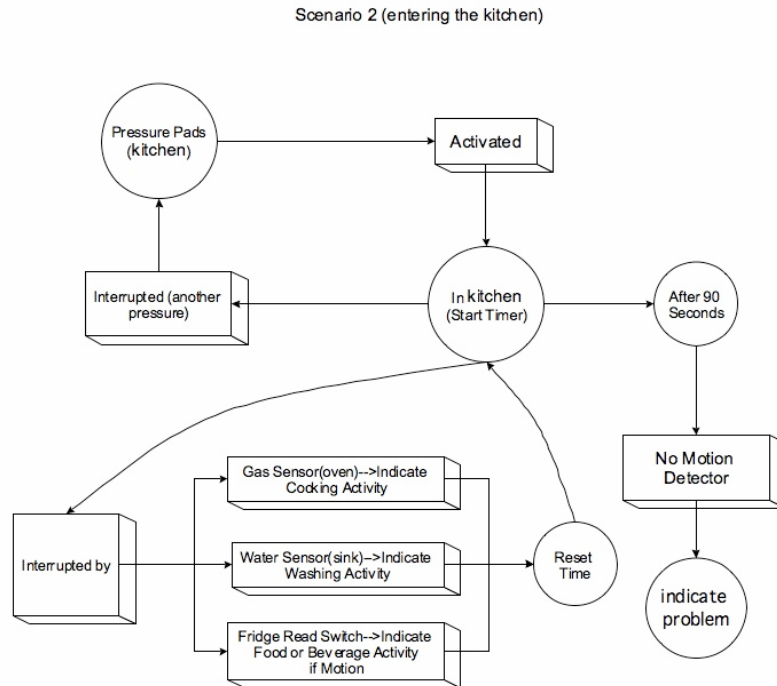 Scenario 2 (entering the kitchen)
Pressure Pads
(kitchen)
Activated
Interrupted (another
pressure)
In kitchen
(Start Timer)
After 90
Seconds
No Motion
Detector
Gas Sensor(oven)-->Indicate
Cooking Activity
Interrupted by
Water Sensor(sink)-->Indicate
Washing Activity
Reset
Time
indicate
problem
Fridge Read Switch-->Indicate
Food or Beverage Activity
if Motion